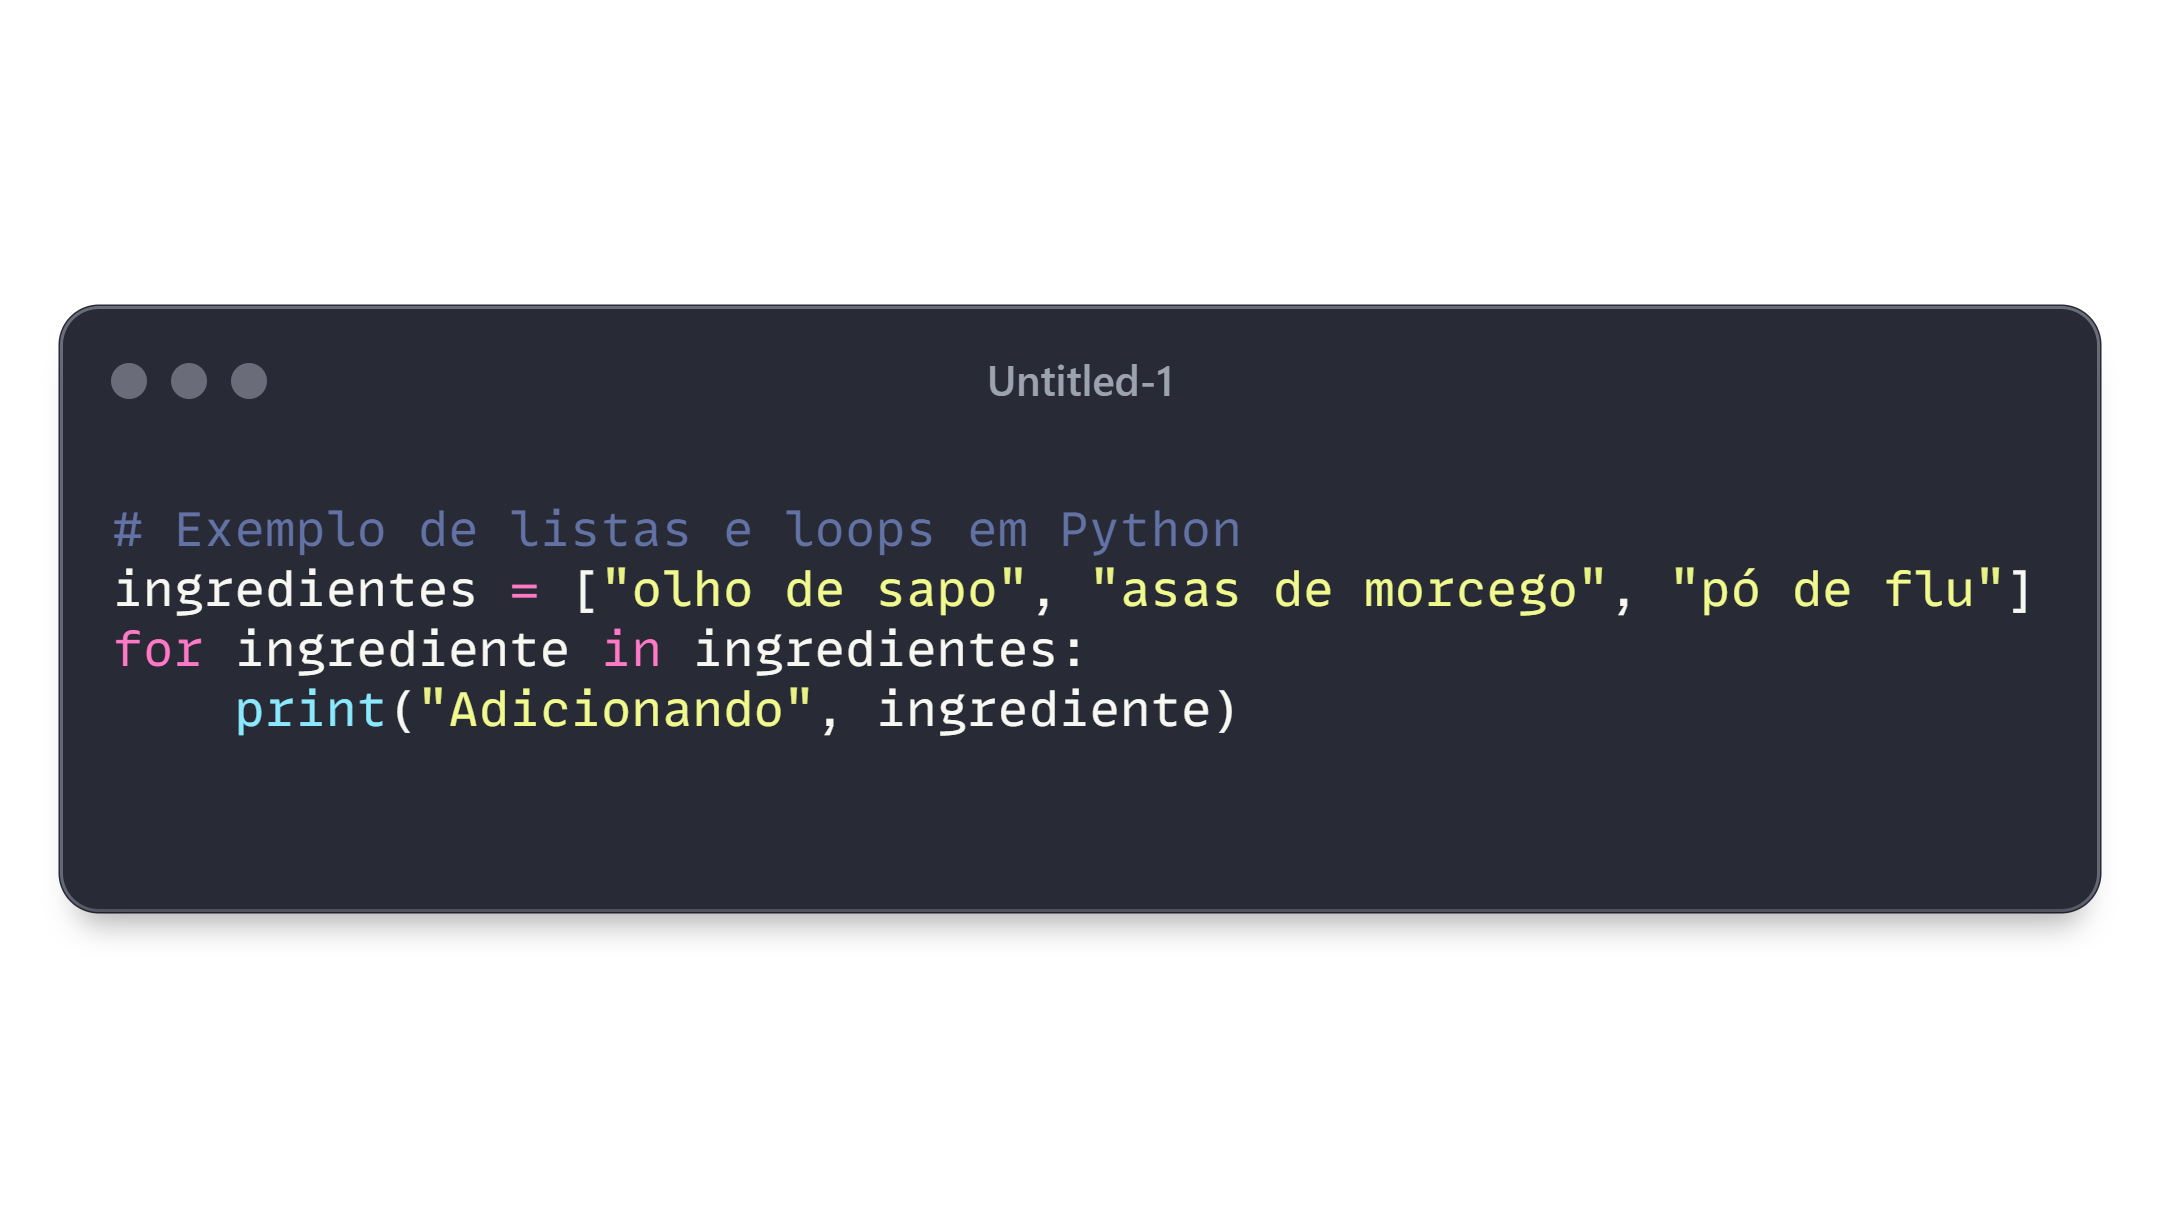 Untitled-1
# Exemplo de listas e loops em Python
ingredientes = ["olho de sapo", "asas de morcego", "pó de flu"]
for ingrediente in ingredientes:
    print("Adicionando", ingrediente)